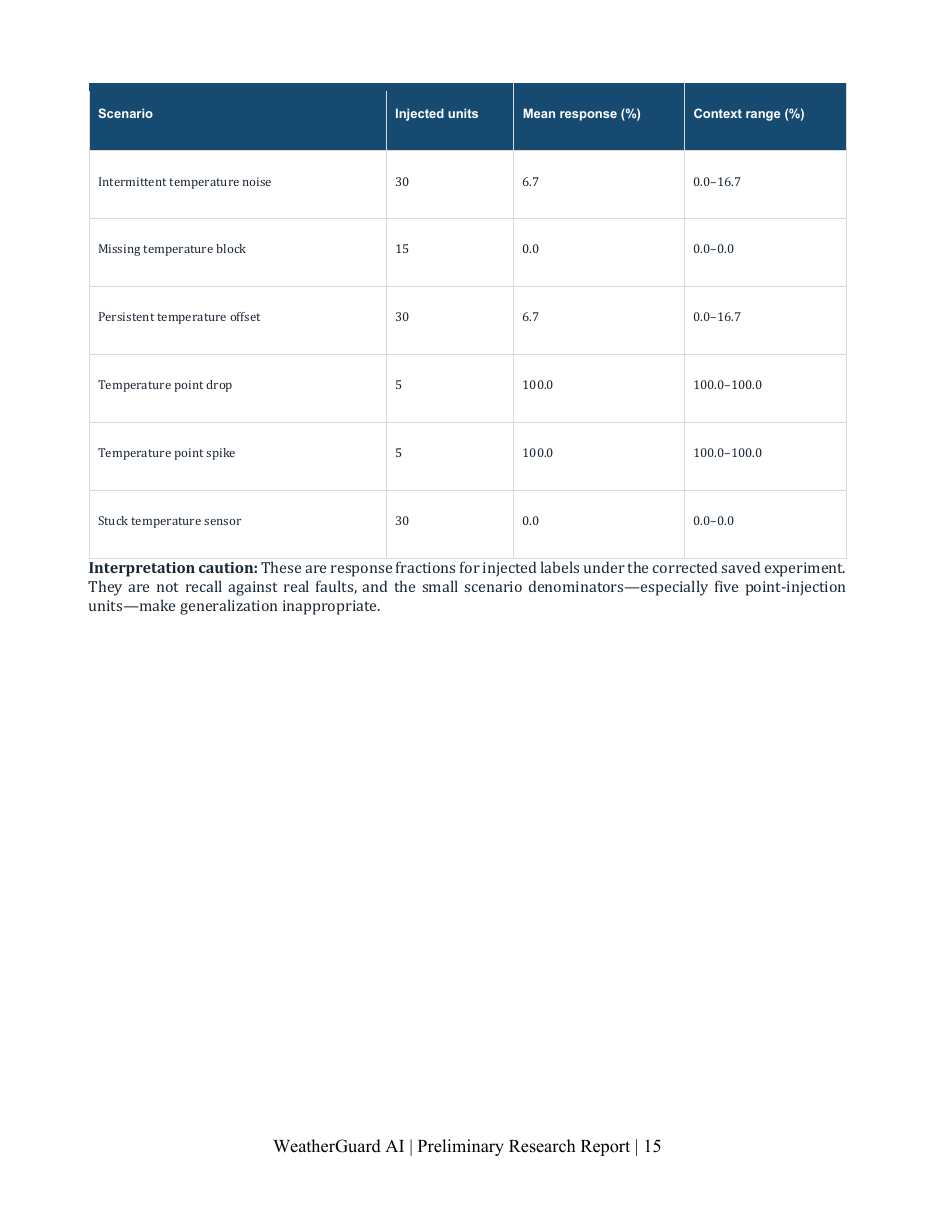 Scenario Injected units Mean response (%) Context range (%)
Intermittent temperature noise 30 6.7 0.0–16.7
Missing temperature block 15 0.0 0.0–0.0
Persistent temperature offset 30 6.7 0.0–16.7
Temperature point drop 5 100.0 100.0–100.0
Temperature point spike 5 100.0 100.0–100.0
Stuck temperature sensor 30 0.0 0.0–0.0
Interpretation caution: These are response fractions for injected labels under the corrected saved experiment.
They are not recall against real faults, and the small scenario denominators—especially five point-injection
units—make generalization inappropriate.
WeatherGuard AI | Preliminary Research Report | 15